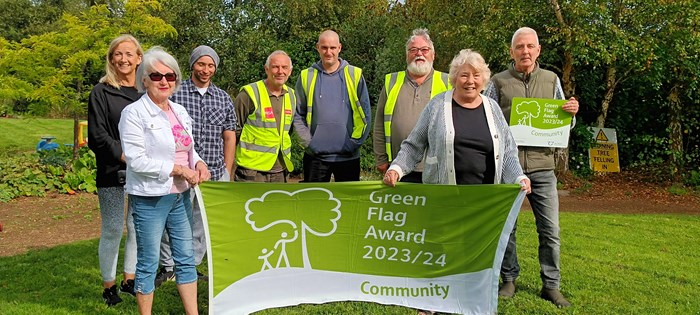 Green
Flag
Award
2023/24
Community
Green Flag
Award
2023/24
Community
TREE
FELLING